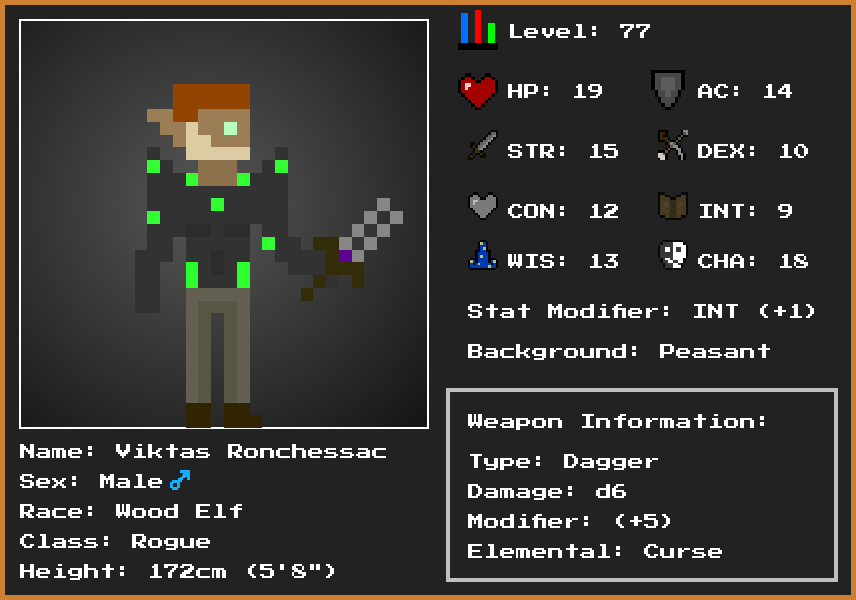 Level: 77
HP: 19
AC: 14
STR: 15
DEX: 10
CON: 12
INT: 9
WIS: 13
CHA: 18
Stat Modifier: INT (+1)
Background: Peasant
Weapon Information:
Type: Dagger
Damage: d6
Modifier: (+5)
Elemental: Curse
Name: Viktas Ronchessac
Sex: Male ♂
Race: Wood Elf
Class: Rogue
Height: 172cm (5'8")